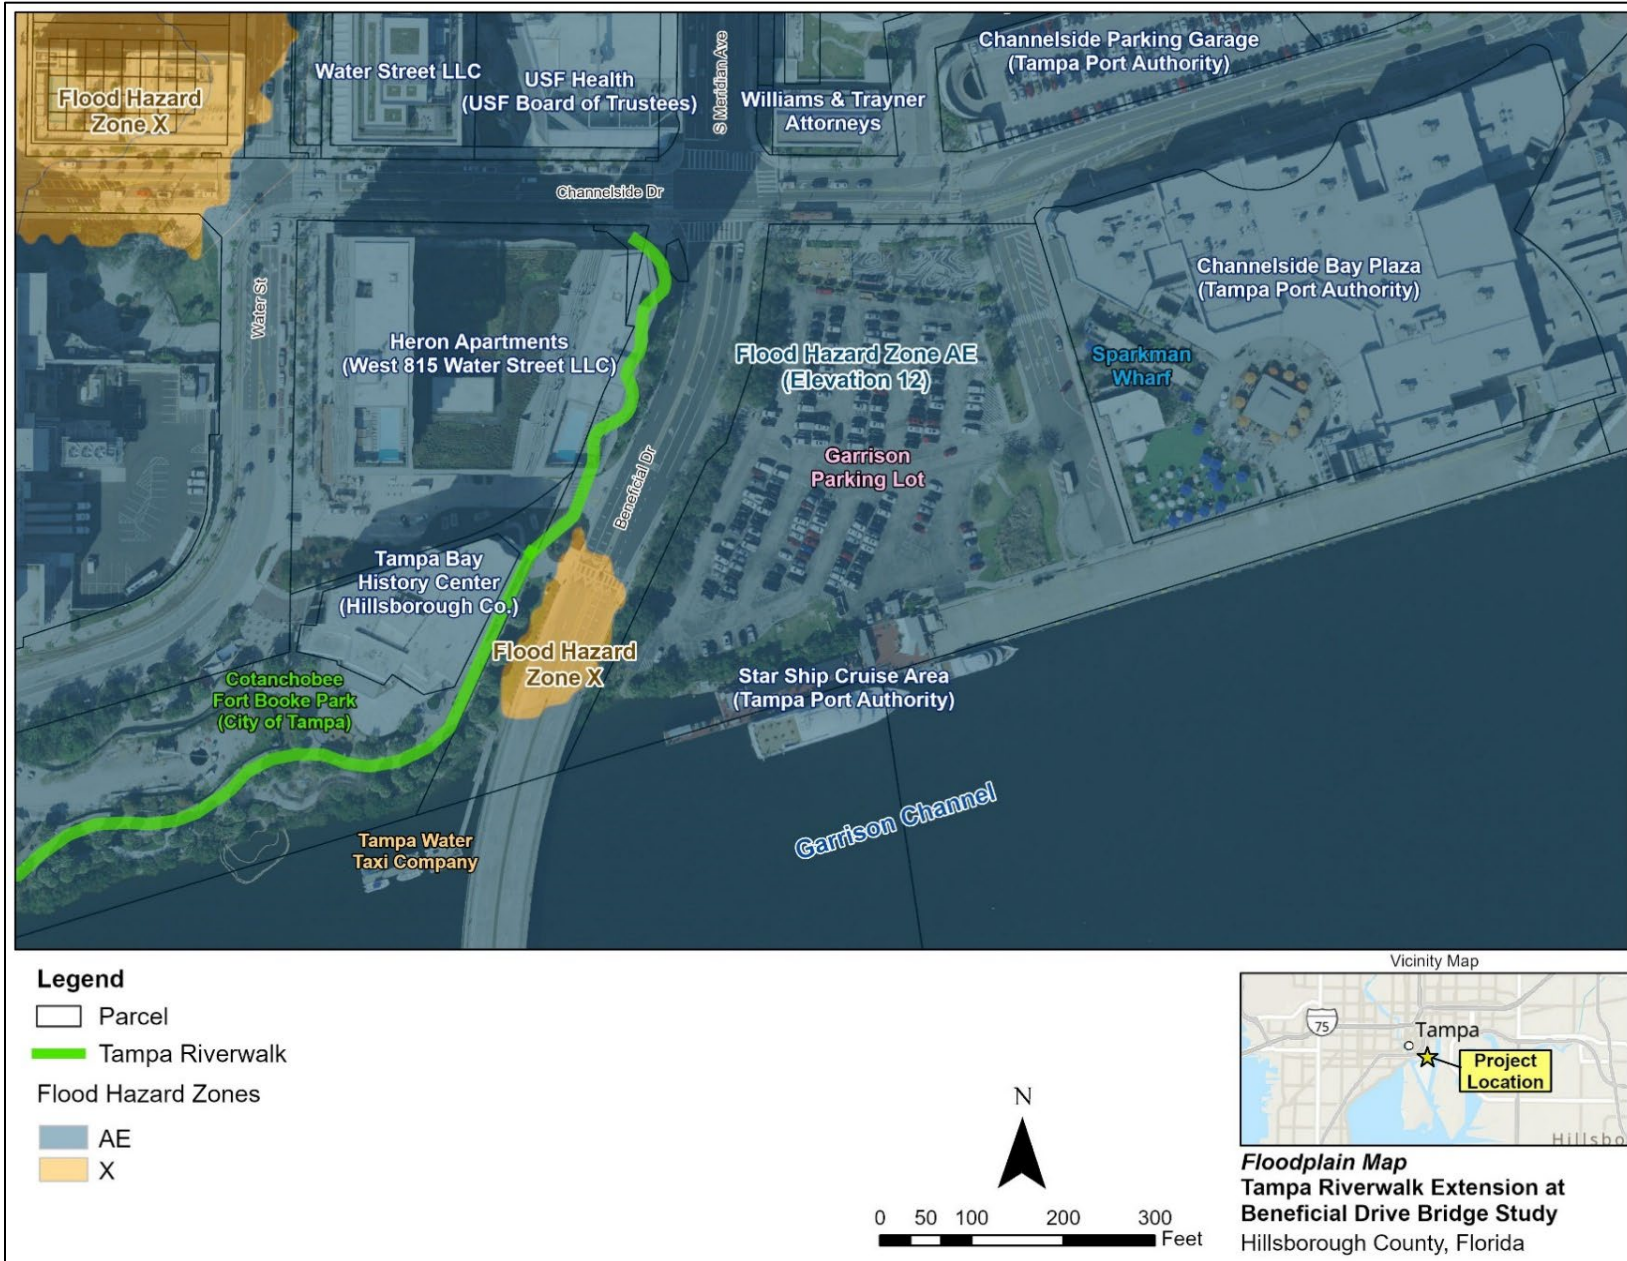 Channelside Parking Garage
(Tampa Port Authority)
Water Street LLC
USF Health
(USF Board of Trustees)
S Meridian Ave
Williams & Trayner
Attorneys
Flood Hazard
Zone X
Channelside Dr
Water St
Channelside Bay Plaza
(Tampa Port Authority)
Heron Apartments
(West 815 Water Street LLC)
Flood Hazard Zone AE
(Elevation 12)
Sparkman
Wharf
Garrison
Parking Lot
Beneficial Dr
Tampa Bay
History Center
(Hillsborough Co.)
Flood Hazard
Zone X
Cotanchobee
Fort Booke Park
(City of Tampa)
Star Ship Cruise Area
(Tampa Port Authority)
Garrison Channel
Tampa Water
Taxi Company
Legend
Parcel
Tampa Riverwalk
Flood Hazard Zones
AE
X
N
0 50 100 200 300
Feet
Vicinity Map
75
Tampa
Project
Location
Hillsbo
Floodplain Map
Tampa Riverwalk Extension at
Beneficial Drive Bridge Study
Hillsborough County, Florida